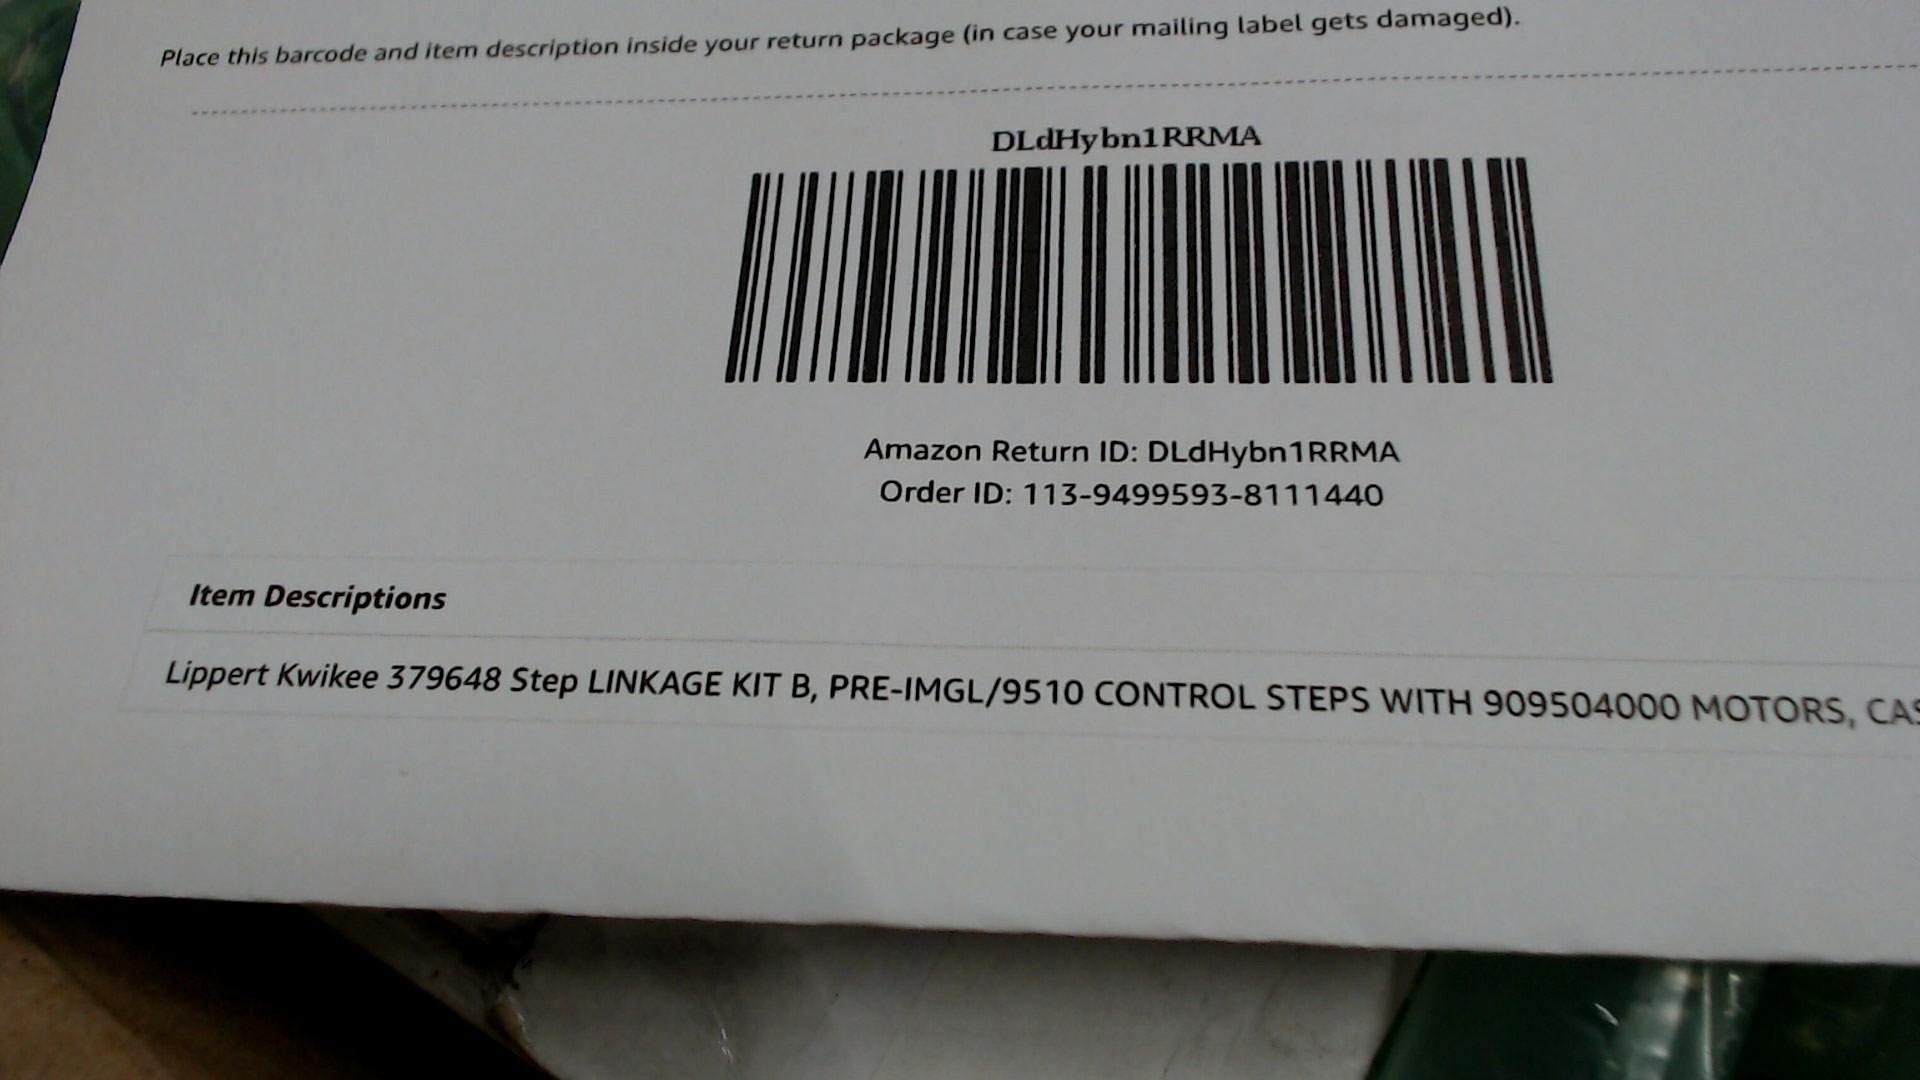 Place this barcode and item description inside your return package (in case your mailing label gets damaged).
DLdHybn1RRMA
Amazon Return ID: DLdHybn1RRMA
Order ID: 113-9499593-8111440
Item Descriptions
Lippert Kwikee 379648 Step LINKAGE KIT B, PRE-IMGL/9510 CONTROL STEPS WITH 909504000 MOTORS,